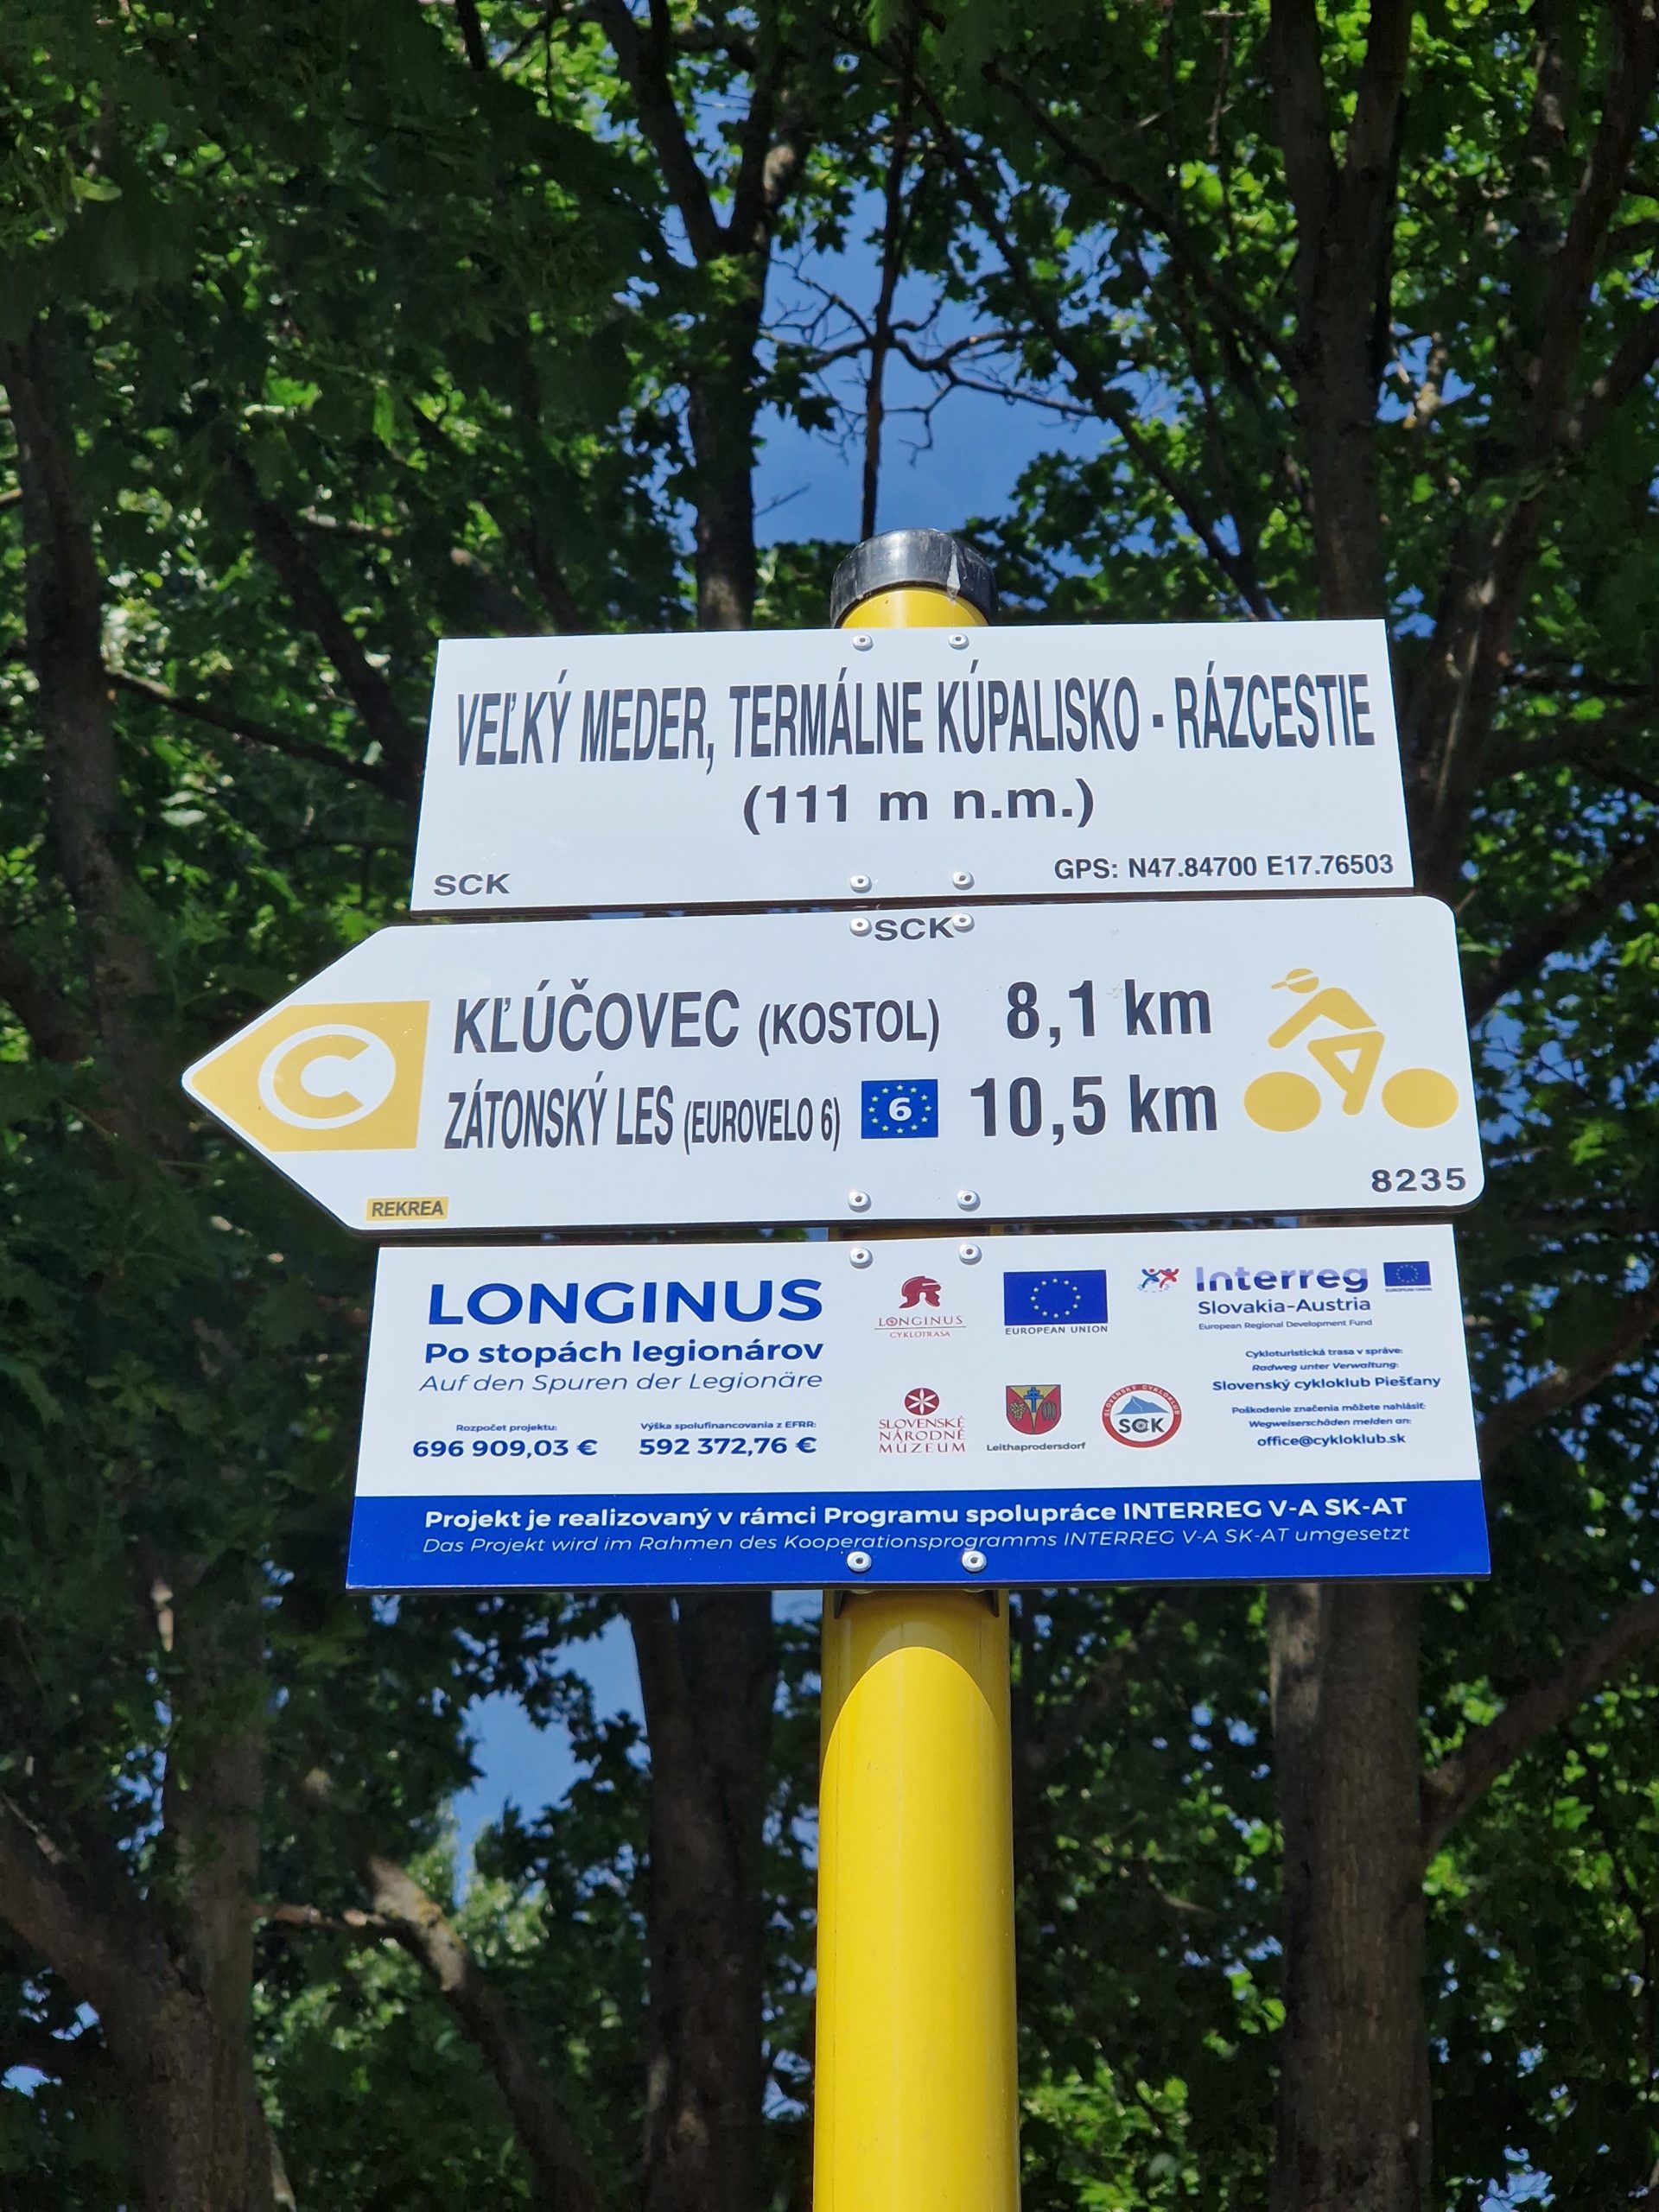 VEĽKÝ MEDER, TERMÁLNE KÚPALISKO - RÁZCESTIE
(111 m n.m.)
SCK
GPS: N47.84700 E17.76503
SCK
C
KĽÚČOVEC (KOSTOL) 8,1 km
ZÁTONSKÝ LES (EUROVELO 6) 6 10,5 km
REKREA
8235
LONGINUS
Po stopách legionárov
Auf den Spuren der Legionäre
Rozpočet projektu:
696 909,03 €
Výška spolufinancovania z EFRR:
592 372,76 €
LONGINUS
CYKLOTRASA
EUROPEAN UNION
Interreg
EUROPEAN UNION
Slovakia-Austria
European Regional Development Fund
SLOVENSKÉ
NÁRODNÉ
MÚZEUM
Leithaprodersdorf
SLOVENSKÝ CYKLOKLUB
SCK
Cykloturistická trasa v správe:
Radweg unter Verwaltung:
Slovenský cykloklub Piešťany
Poškodenie značenia môžete nahlásiť:
Wegweiserschäden melden an:
office@cykloklub.sk
Projekt je realizovaný v rámci Programu spolupráce INTERREG V-A SK-AT
Das Projekt wird im Rahmen des Kooperationsprogramms INTERREG V-A SK-AT umgesetzt